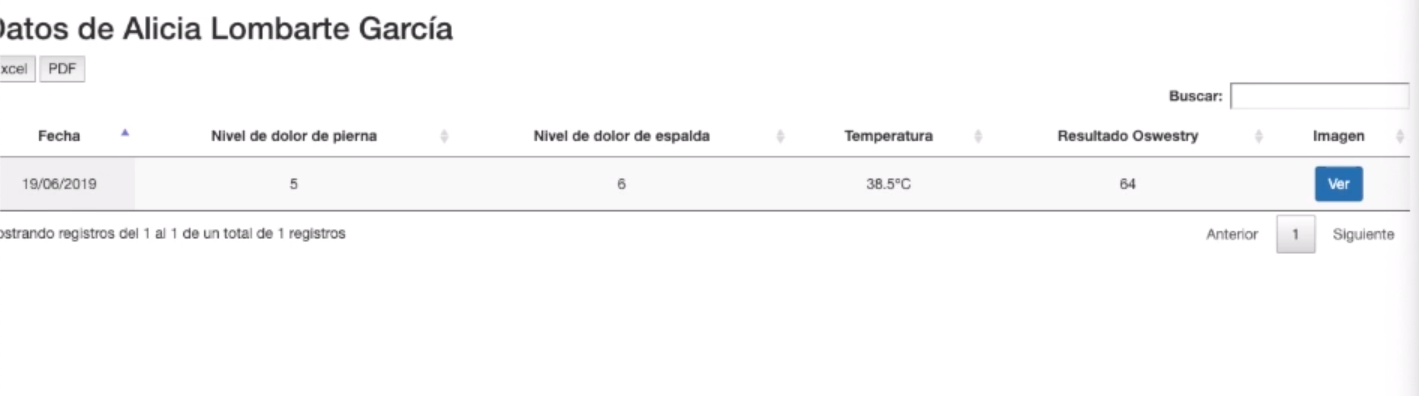 Datos de Alicia Lombarte García
xcel PDF
Buscar:
Fecha Nivel de dolor de pierna Nivel de dolor de espalda Temperatura Resultado Oswestry Imagen
19/06/2019 5 6 38.5°C 64 Ver
ostrando registros del 1 al 1 de un total de 1 registros Anterior 1 Siguiente